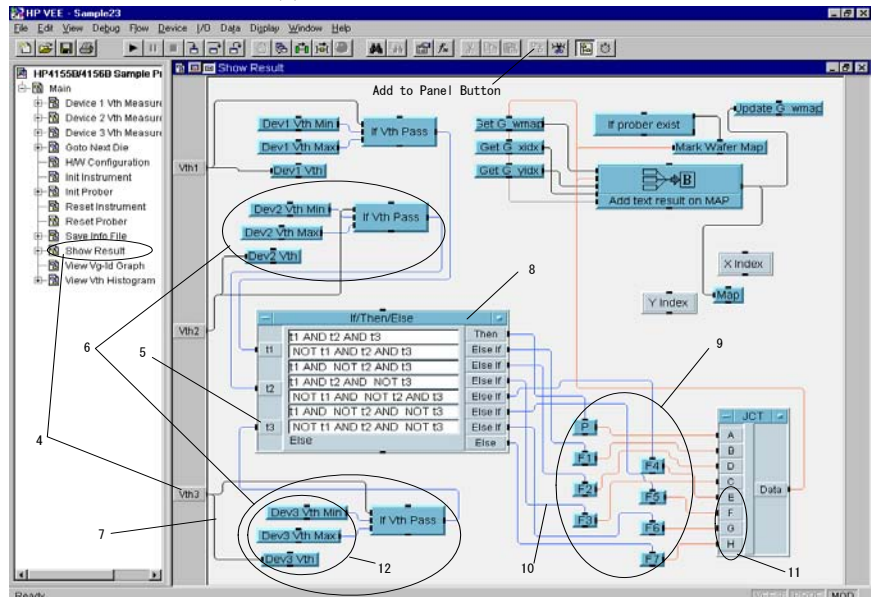 HP VEE - Sample23
File Edit View Debug Flow Device I/O Data Display Window Help
HP4155B/4156B Sample Pr
Main
Device 1 Vth Measure
Device 2 Vth Measure
Device 3 Vth Measure
Goto Next Die
H/W Configuration
Init Instrument
Init Prober
Reset Instrument
Reset Prober
Save Info File
Show Result
View Vg-Id Graph
View Vth Histogram
Show Result
Add to Panel Button
Vth1
Dev1 Vth Min
Dev1 Vth Max
If Vth Pass
Dev1 Vth
Dev2 Vth Min
Dev2 Vth Max
If Vth Pass
Dev2 Vth
Get G_wmap
Get G_xidx
Get G_yidx
If prober exist
Update G_wmap
Mark Wafer Map
B
Add text result on MAP
X Index
Y Index
Map
Vth2
If/Then/Else
t1
t2
t3
t1 AND t2 AND t3
NOT t1 AND t2 AND t3
t1 AND NOT t2 AND t3
t1 AND t2 AND NOT t3
NOT t1 AND NOT t2 AND t3
t1 AND NOT t2 AND NOT t3
NOT t1 AND t2 AND NOT t3
Else
Then
Else If
Else If
Else If
Else If
Else If
Else If
Else
P
F1
F2
F3
F4
F5
F6
F7
JCT
A
B
D
C
E
F
G
H
Data
Vth3
Dev3 Vth Min
Dev3 Vth Max
If Vth Pass
Dev3 Vth
4
5
6
7
8
9
10
11
12
Ready
MOD